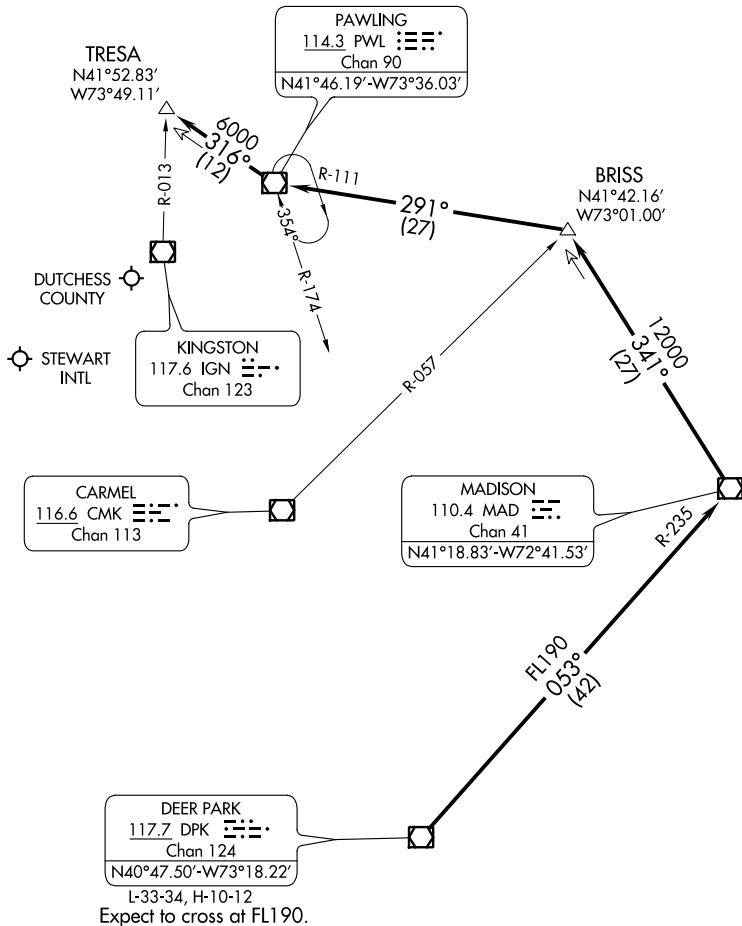 PAWLING
114.3 PWL
Chan 90
N41°46.19’-W73°36.03’
TRESA
N41°52.83’
W73°49.11’
6000
316°
(12)
R-013
R-111
354°
R-174
291°
(27)
BRISS
N41°42.16’
W73°01.00’
DUTCHESS
COUNTY
STEWART
INTL
KINGSTON
117.6 IGN
Chan 123
R-057
12000
341°
(27)
CARMEL
116.6 CMK
Chan 113
MADISON
110.4 MAD
Chan 41
N41°18.83’-W72°41.53’
R-235
FL190
053°
(42)
DEER PARK
117.7 DPK
Chan 124
N40°47.50’-W73°18.22’
L-33-34, H-10-12
Expect to cross at FL190.